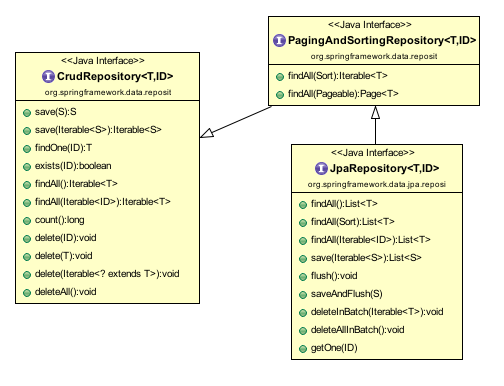 <<Java Interface>>
CrudRepository<T,ID>
org.springframework.data.reposit
save(S):S
save(Iterable<S>):Iterable<S>
findOne(ID):T
exists(ID):boolean
findAll():Iterable<T>
findAll(Iterable<ID>):Iterable<T>
count():long
delete(ID):void
delete(T):void
delete(Iterable<? extends T>):void
deleteAll():void
<<Java Interface>>
PagingAndSortingRepository<T,ID>
org.springframework.data.reposit
findAll(Sort):Iterable<T>
findAll(Pageable):Page<T>
<<Java Interface>>
JpaRepository<T,ID>
org.springframework.data.jpa.reposi
findAll():List<T>
findAll(Sort):List<T>
findAll(Iterable<ID>):List<T>
save(Iterable<S>):List<S>
flush():void
saveAndFlush(S)
deleteInBatch(Iterable<T>):void
deleteAllInBatch():void
getOne(ID)